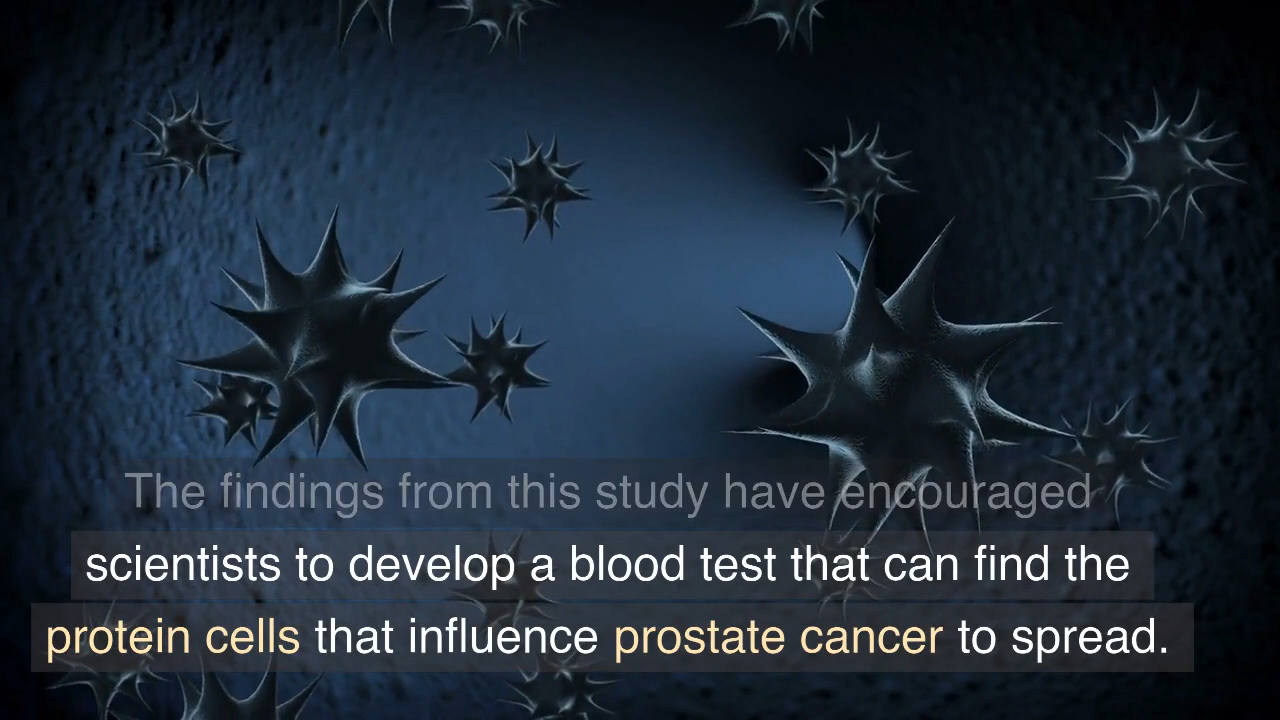 The findings from this study have encouraged
scientists to develop a blood test that can find the
protein cells that influence prostate cancer to spread.